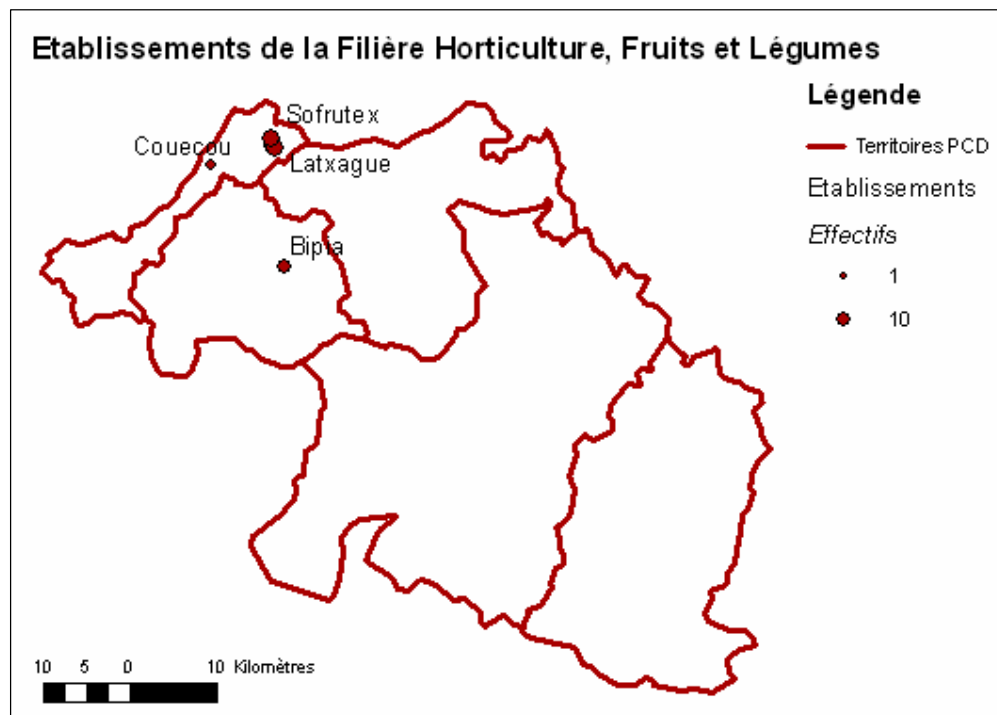 Etablissements de la Filière Horticulture, Fruits et Légumes
Légende
Territoires PCD
Etablissements
Effectifs
1
10
Sofrutex
Couecou
Latxague
Bipia
10 5 0 10 Kilomètres